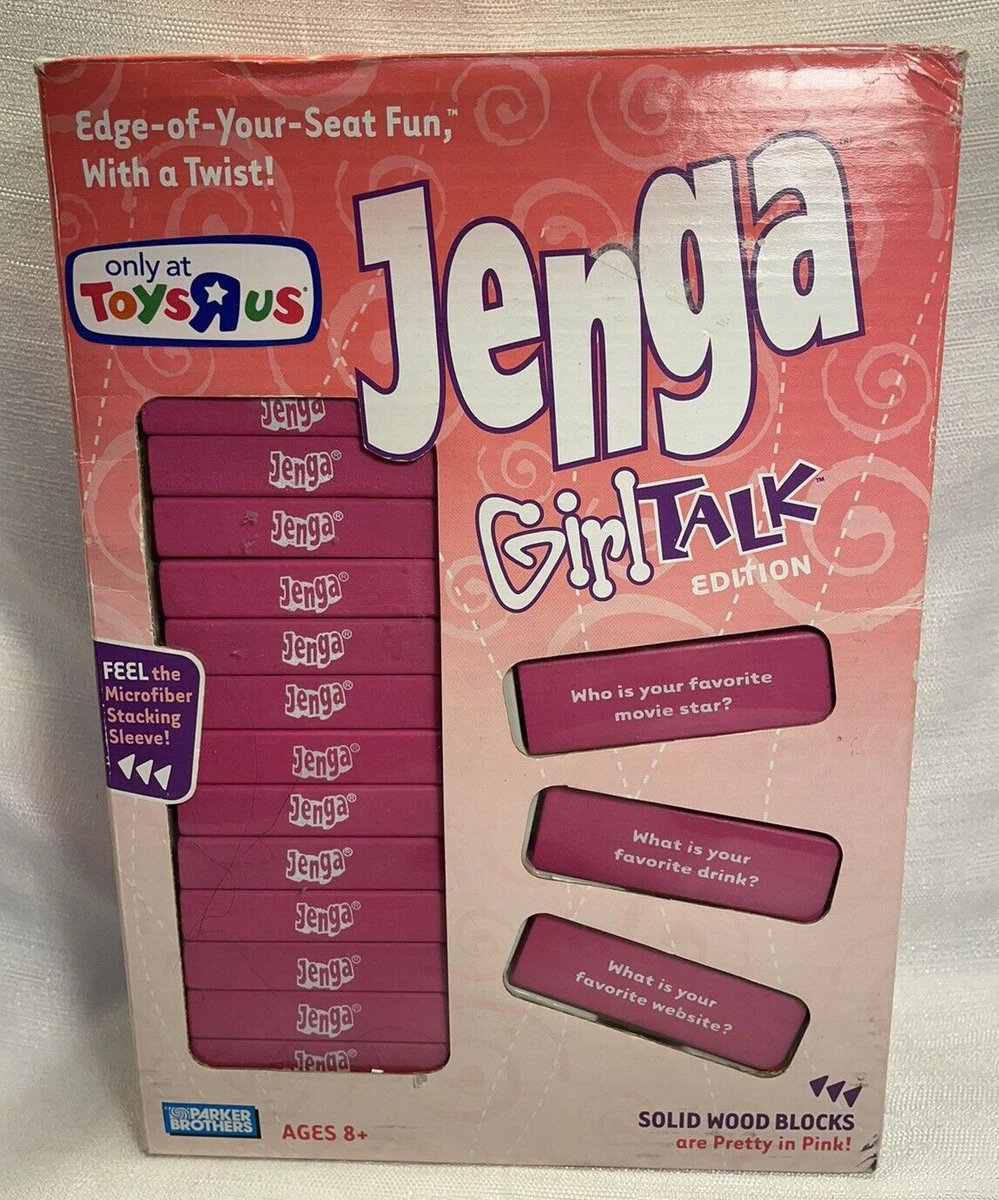 Edge-of-Your-Seat Fun,™
With a Twist!
only at
TOYSRUS®
Jenga™
GirlTALK™
EDITION
Jenga
Jenga®
Jenga®
Jenga®
Jenga®
Jenga®
Jenga®
Jenga®
Jenga®
Jenga®
Jenga®
Jenga®
Jenga®
FEEL the
Microfiber
Stacking
Sleeve!
Who is your favorite
movie star?
What is your
favorite drink?
What is your
favorite website?
PARKER
BROTHERS
AGES 8+
SOLID WOOD BLOCKS
are Pretty in Pink!